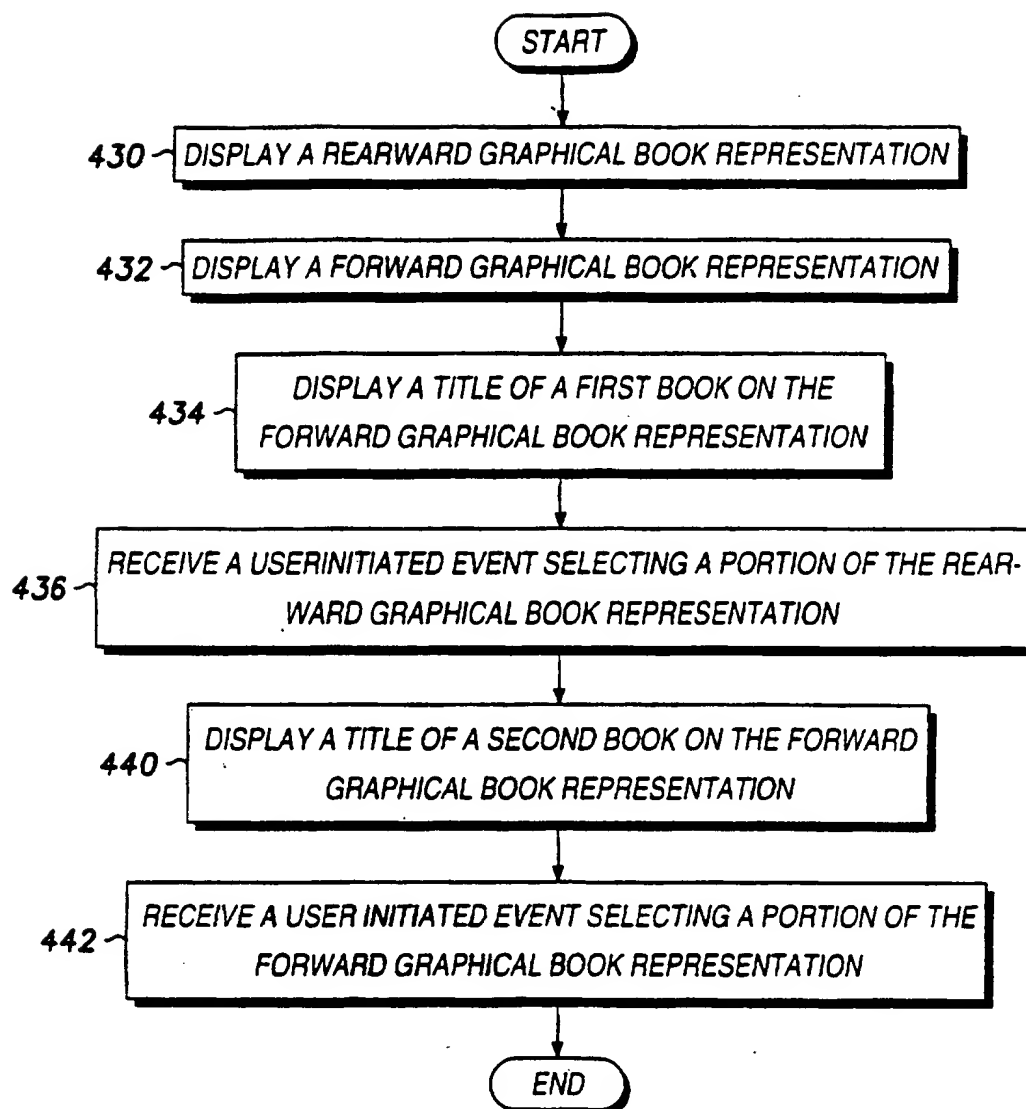 START
430 DISPLAY A REARWARD GRAPHICAL BOOK REPRESENTATION
432 DISPLAY A FORWARD GRAPHICAL BOOK REPRESENTATION
DISPLAY A TITLE OF A FIRST BOOK ON THE
434
FORWARD GRAPHICAL BOOK REPRESENTATION
RECEIVE A USERINITIATED EVENT SELECTING A PORTION OF THE REAR-
436
WARD GRAPHICAL BOOK REPRESENTATION
DISPLAY A TITLE OF A SECOND BOOK ON THE FORWARD
440
GRAPHICAL BOOK REPRESENTATION
RECEIVE A USER INITIATED EVENT SELECTING A PORTION OF THE
442
FORWARD GRAPHICAL BOOK REPRESENTATION
END